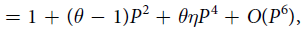 = 1 + (θ − 1)P² + θηP⁴ + O(P⁶),